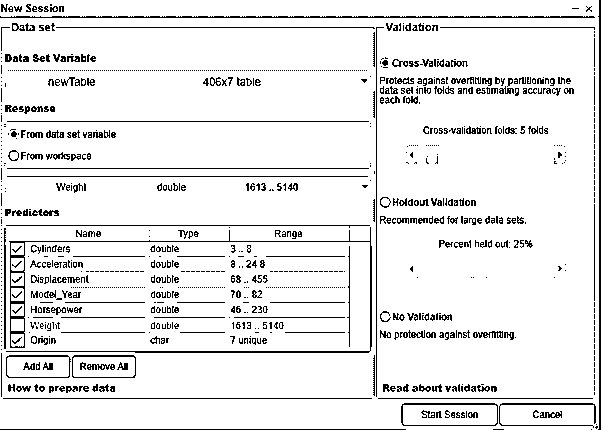 New Session
Data set
Data Set Variable
newTable 406x7 table
Response
From data set variable
From workspace
Weight double 1613 .. 5140
Predictors
Name Type Range
Cylinders double 3 .. 8
Acceleration double 8 .. 24.8
Displacement double 68 .. 455
Model_Year double 70 .. 82
Horsepower double 46 .. 230
Weight double 1613 .. 5140
Origin char 7 unique
Add All Remove All
How to prepare data
Validation
Cross-Validation
Protects against overfitting by partitioning the
data set into folds and estimating accuracy on
each fold.
Cross-validation folds: 5 folds
Holdout Validation
Recommended for large data sets.
Percent held out: 25%
No Validation
No protection against overfitting.
Read about validation
Start Session Cancel